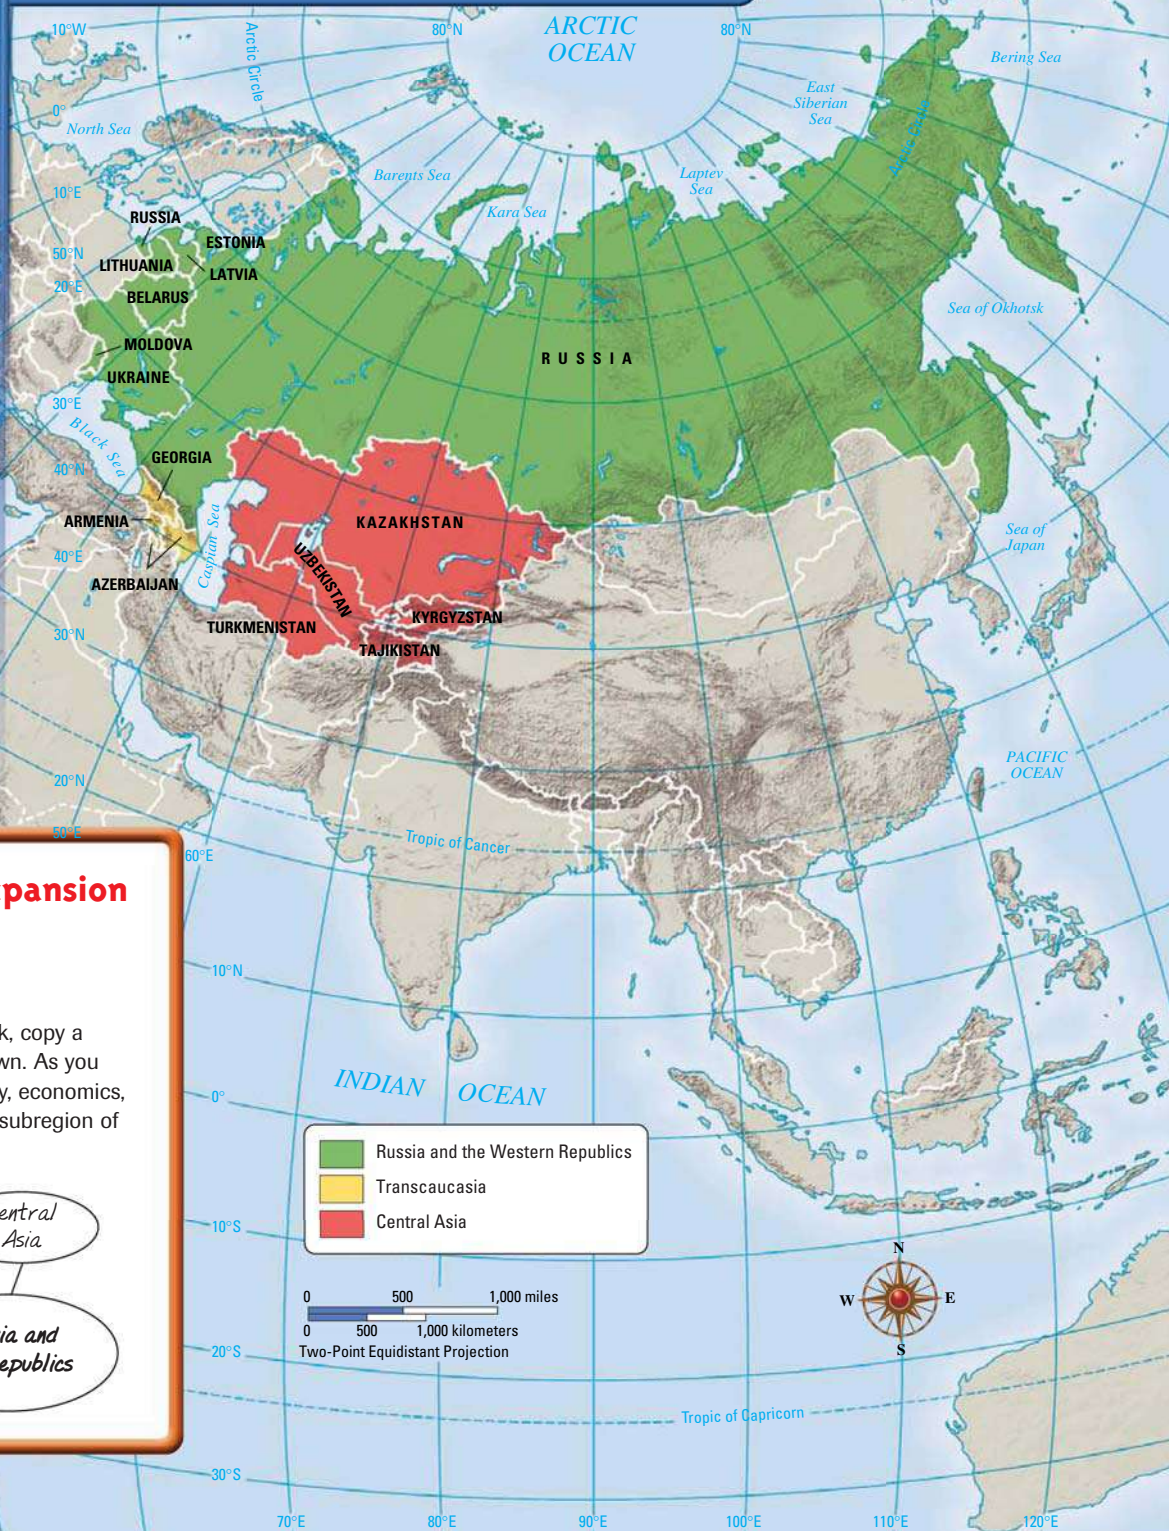 10°W
Arctic Circle
80°N
ARCTIC
OCEAN
80°N
Bering Sea
East
Siberian
Sea
Arctic Circle
0°
North Sea
Barents Sea
Laptev
Sea
Kara Sea
10°E
RUSSIA
ESTONIA
50°N
LITHUANIA
LATVIA
20°E
BELARUS
Sea of Okhotsk
MOLDOVA
RUSSIA
UKRAINE
30°E
Black Sea
GEORGIA
40°N
ARMENIA
Caspian Sea
KAZAKHSTAN
Sea of
Japan
40°E
UZBEKISTAN
AZERBAIJAN
KYRGYZSTAN
TURKMENISTAN
30°N
TAJIKISTAN
PACIFIC
OCEAN
20°N
50°E
Tropic of Cancer
60°E
pansion
10°N
k, copy a
wn. As you
y, economics,
subregion of
INDIAN OCEAN
0°
Russia and the Western Republics
Transcaucasia
Central Asia
entral
Asia
10°S
N
W
E
S
0 500 1,000 miles
0 500 1,000 kilometers
Two-Point Equidistant Projection
ia and
epublics
20°S
Tropic of Capricorn
30°S
70°E
80°E
90°E
100°E
110°E
120°E